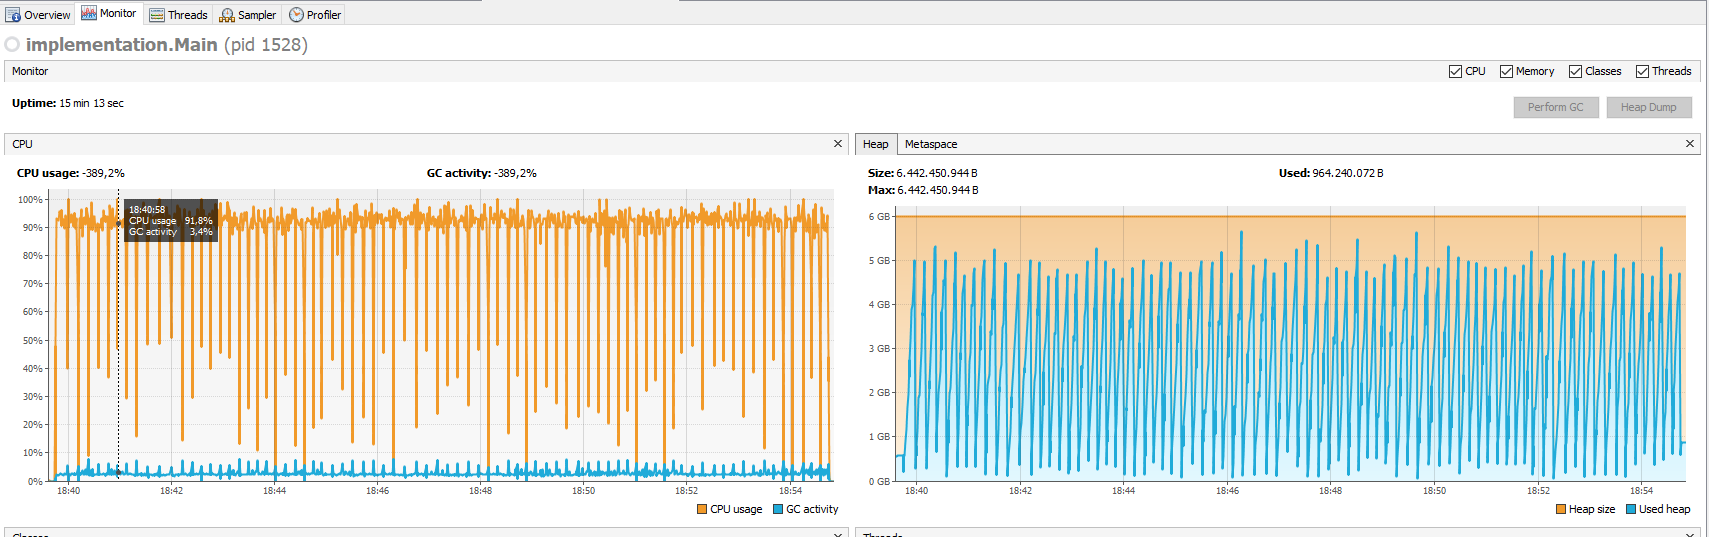 Overview Monitor Threads Sampler Profiler
implementation.Main (pid 1528)
Monitor CPU Memory Classes Threads
Uptime: 15 min 13 sec
Perform GC Heap Dump
CPU
CPU usage: -389,2% GC activity: -389,2%
100%
90%
80%
70%
60%
50%
40%
30%
20%
10%
0%
18:40:58
CPU usage 91,8%
GC activity 3,4%
18:40 18:42 18:44 18:46 18:48 18:50 18:52 18:54
CPU usage GC activity
Heap Metaspace
Size: 6.442.450.944 B Used: 964.240.072 B
Max: 6.442.450.944 B
6 GB
5 GB
4 GB
3 GB
2 GB
1 GB
0 GB
18:40 18:42 18:44 18:46 18:48 18:50 18:52 18:54
Heap size Used heap
Classes Threads